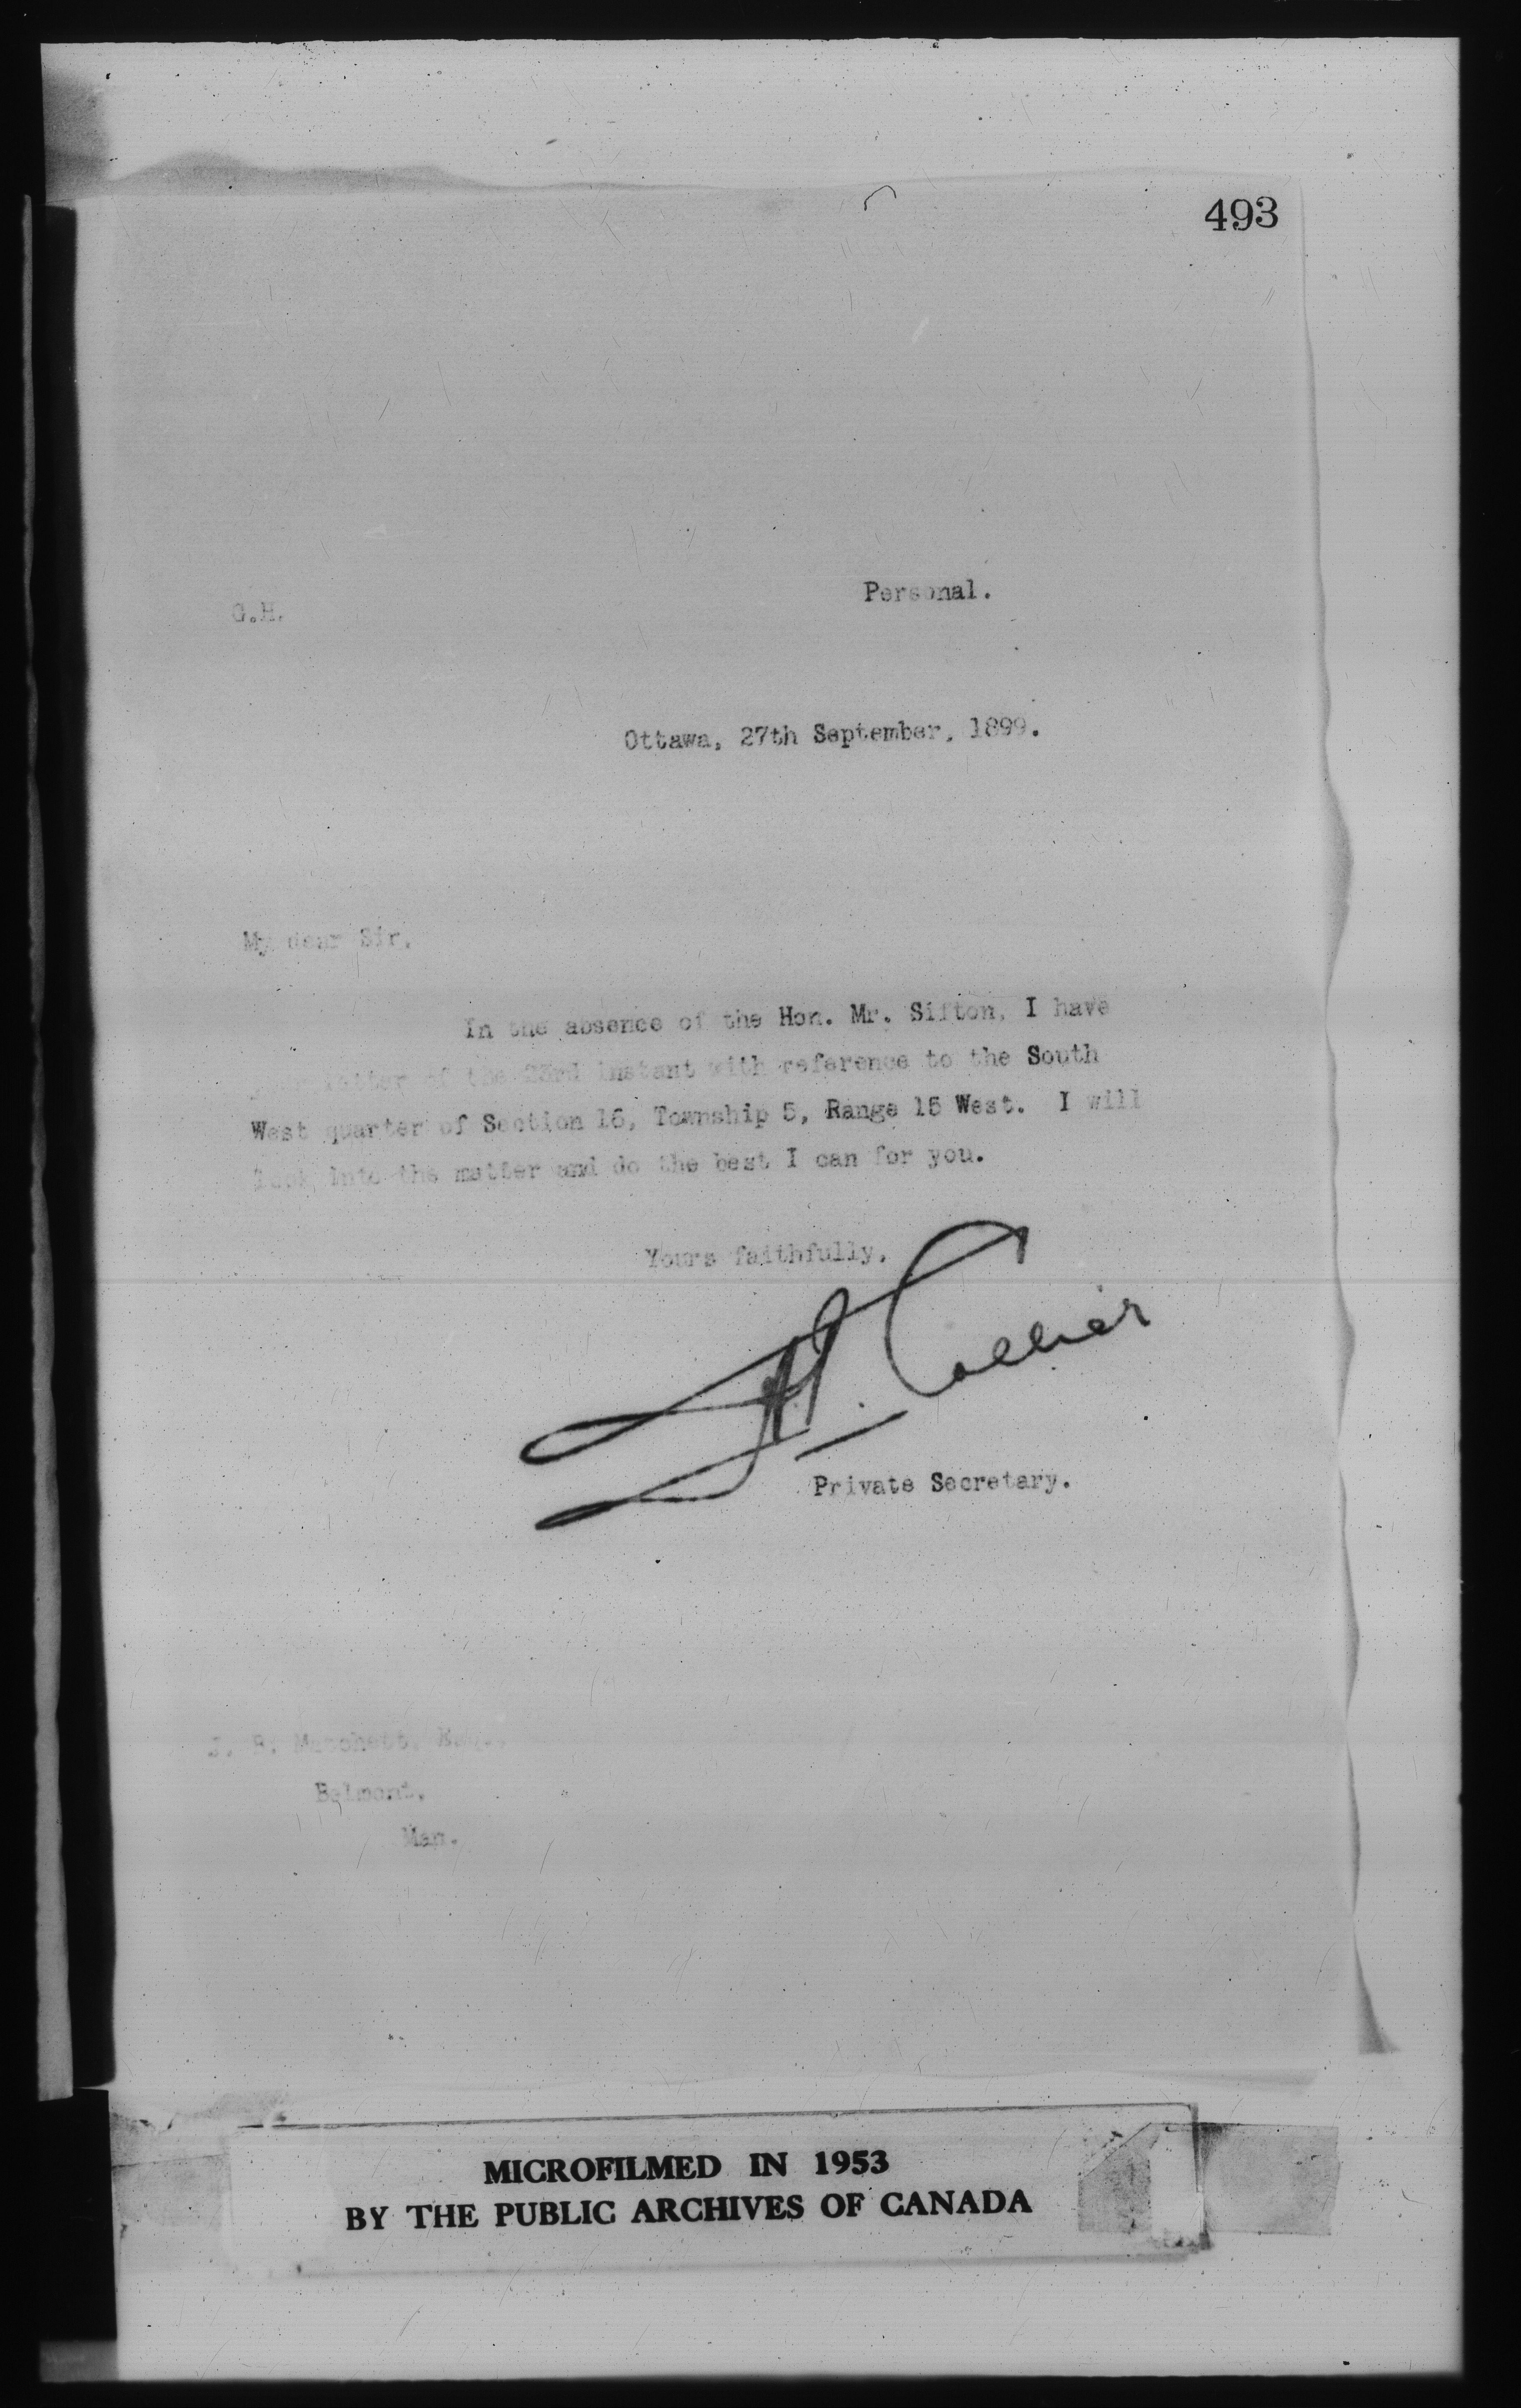 493
Personal.
G.H.
Ottawa, 27th September, 1899.
My dear Sir,
In the absence of the Hon. Mr. Sifton, I have
your letter of the 23rd instant with reference to the South
West quarter of Section 16, Township 5, Range 15 West. I will
look into the matter and do the best I can for you.
Yours faithfully,
Collier
Private Secretary.
J. B. Matchett,
Belmont,
Man.
MICROFILMED IN 1953
BY THE PUBLIC ARCHIVES OF CANADA